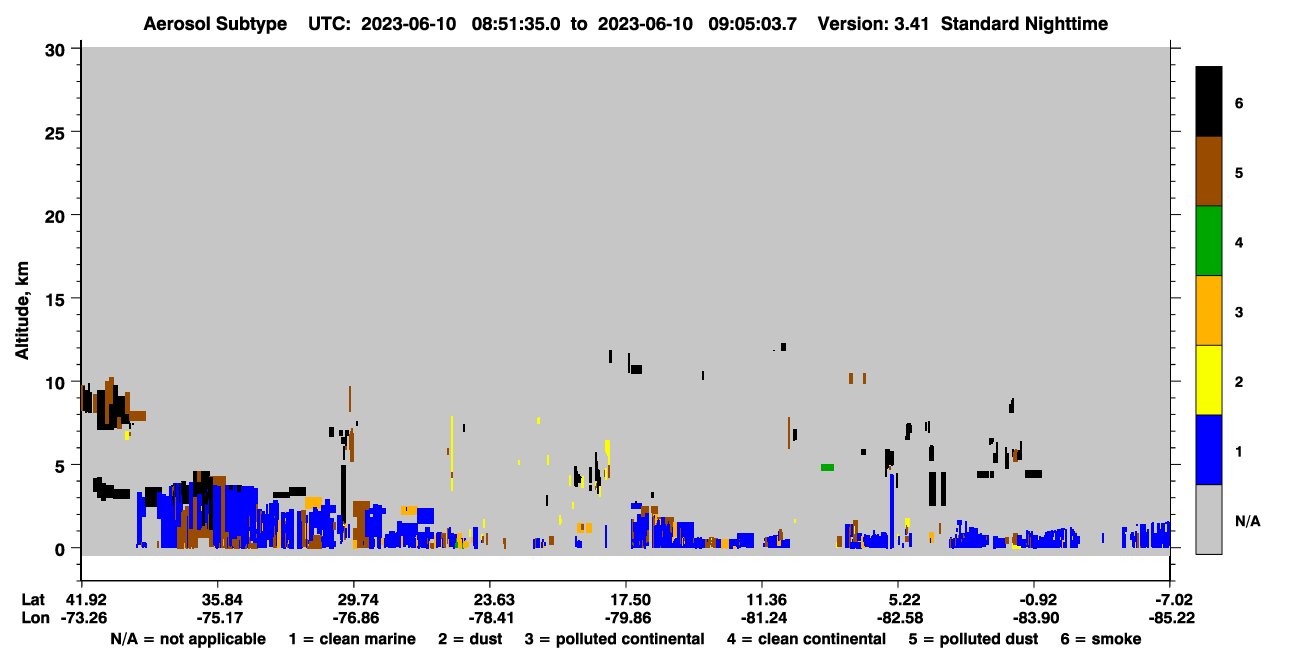 Aerosol Subtype UTC: 2023-06-10 08:51:35.0 to 2023-06-10 09:05:03.7 Version: 3.41 Standard Nighttime
30
25
20
15
10
5
0
Altitude, km
6
5
4
3
2
1
N/A
Lat 41.92 35.84 29.74 23.63 17.50 11.36 5.22 -0.92 -7.02
Lon -73.26 -75.17 -76.86 -78.41 -79.86 -81.24 -82.58 -83.90 -85.22
N/A = not applicable 1 = clean marine 2 = dust 3 = polluted continental 4 = clean continental 5 = polluted dust 6 = smoke